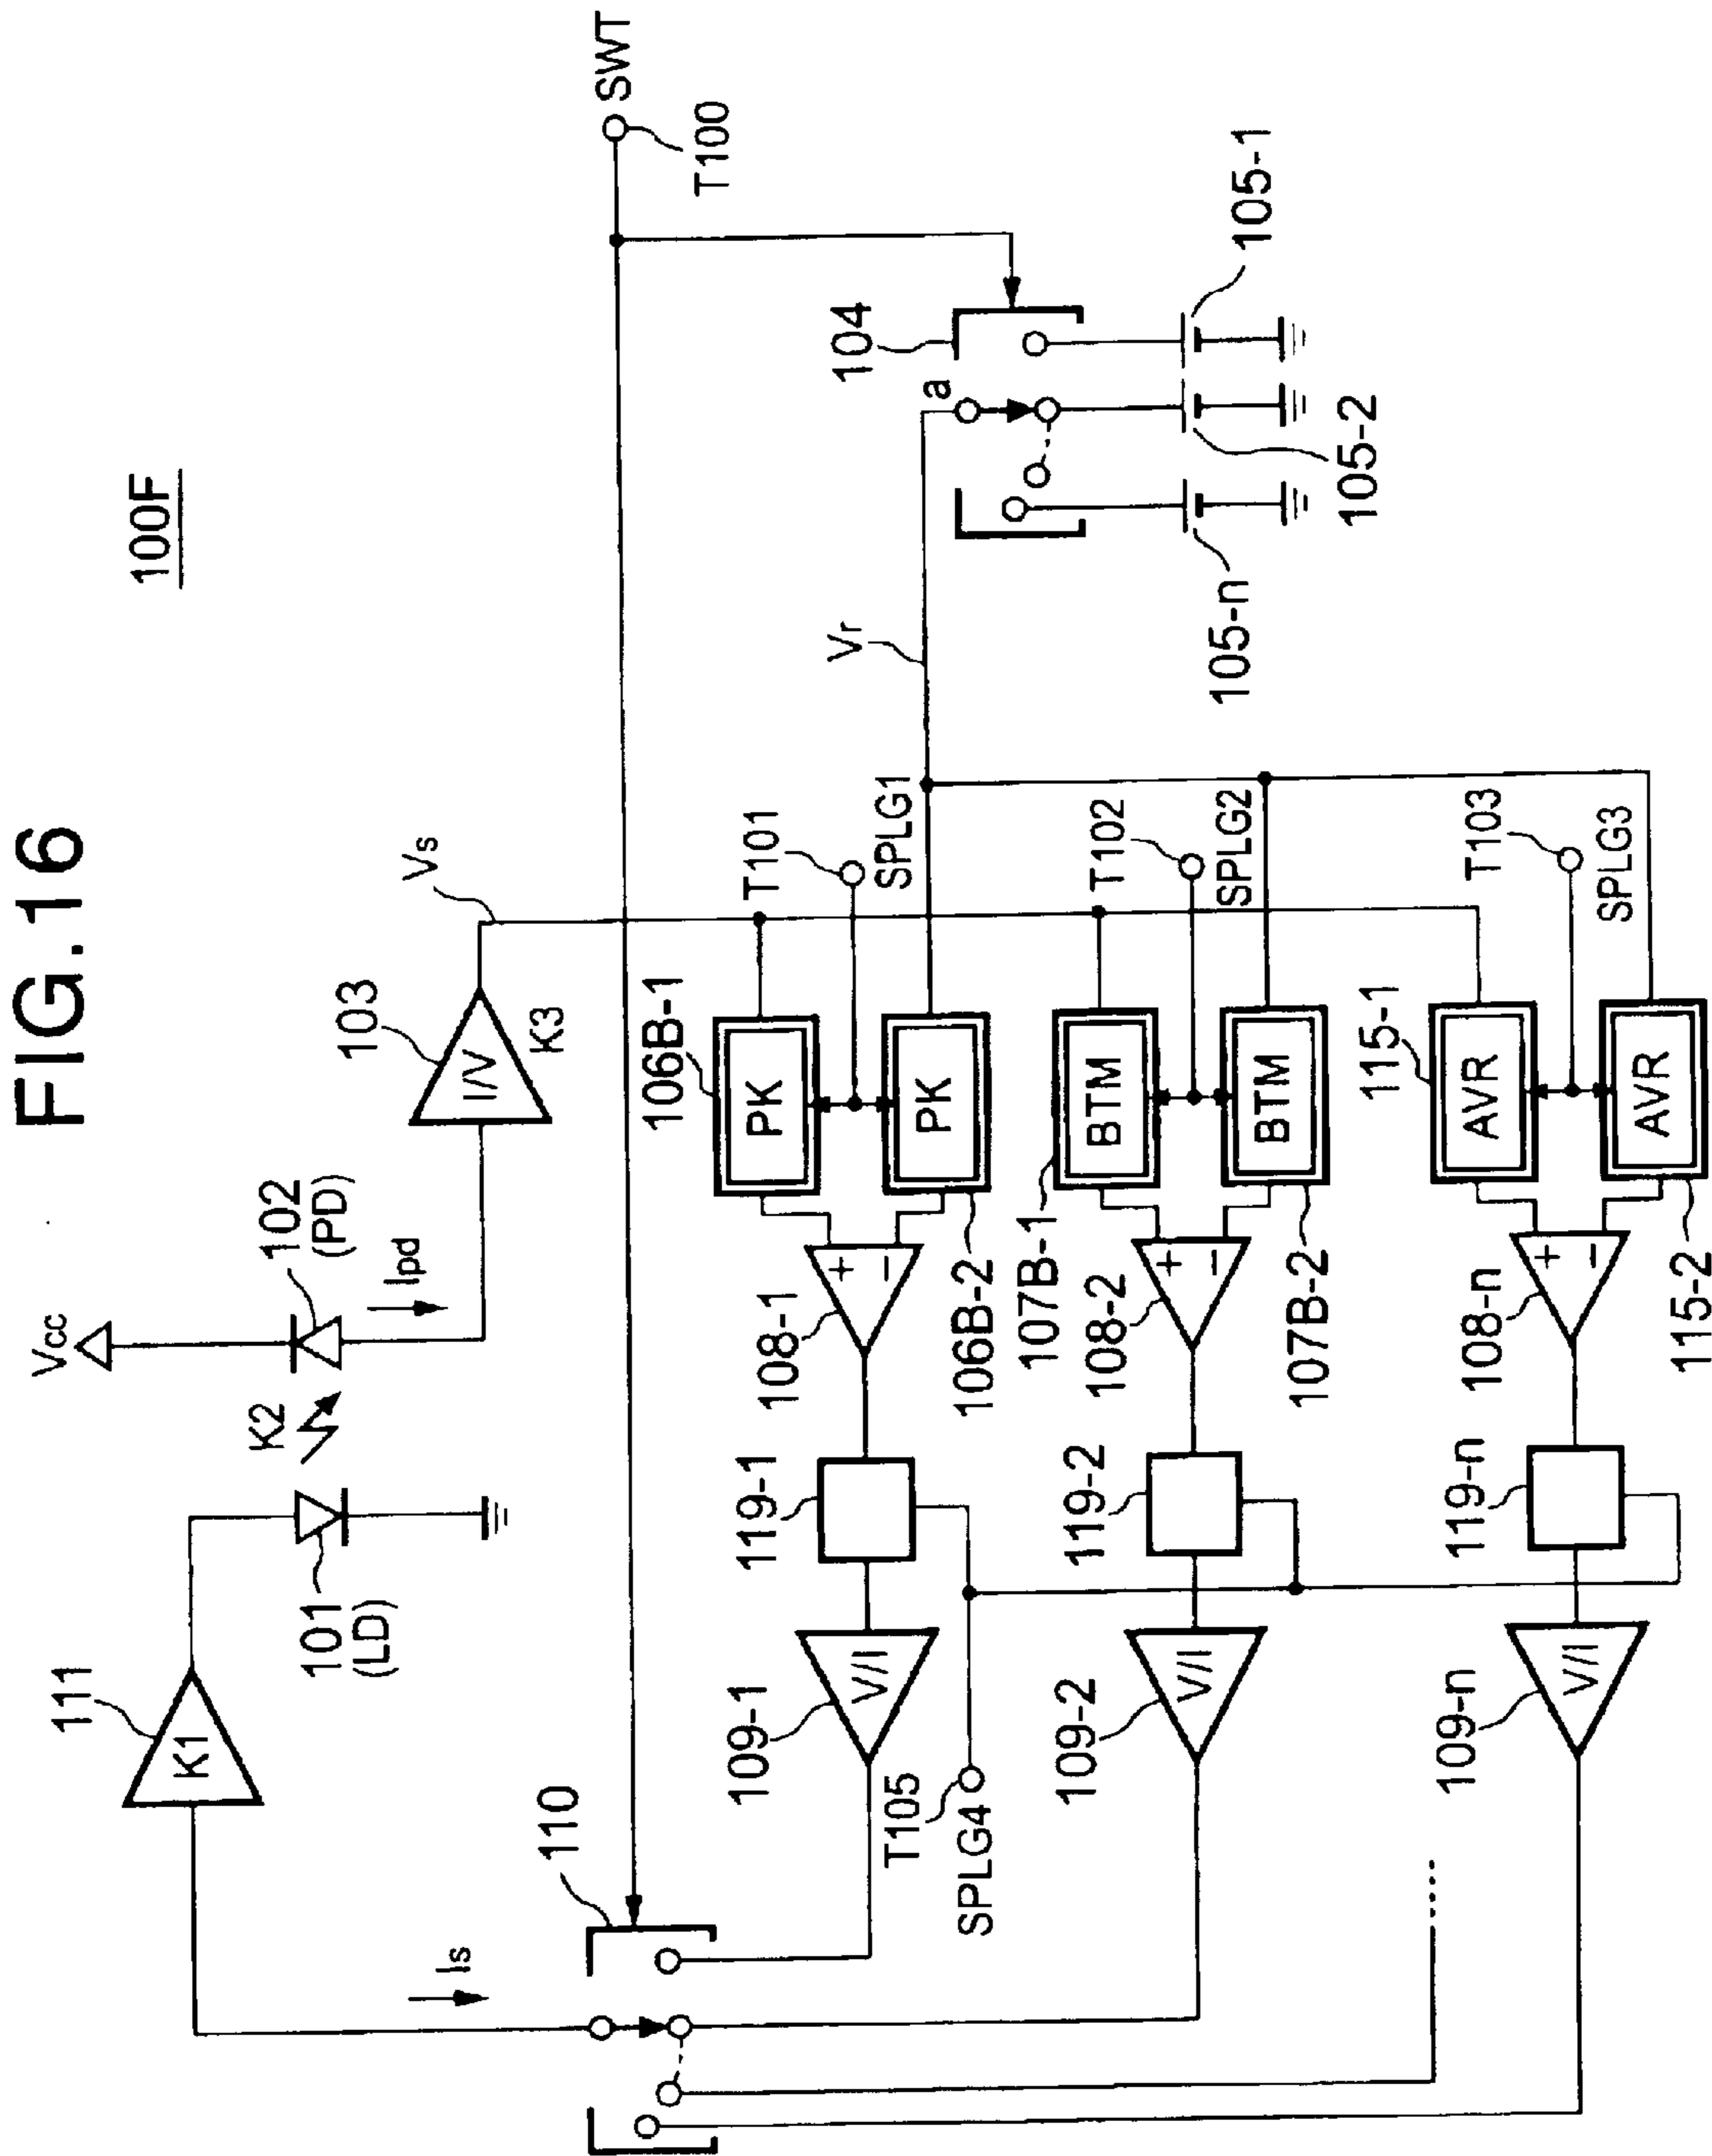 FIG.16
100F
Vcc
102
(PD)
Ipd
K2
101
(LD)
111
K1
103
I/V
K3
Vs
SWT
T100
110
Is
104
a
Vr
105-1
105-2
105-n
106B-1
PK
PK
106B-2
T101
SPLG1
108-1
+
−
119-1
109-1
V/I
T105
SPLG4
107B-1
BTM
BTM
107B-2
T102
SPLG2
108-2
+
−
119-2
109-2
V/I
115-1
AVR
AVR
115-2
T103
SPLG3
108-n
+
−
119-n
109-n
V/I